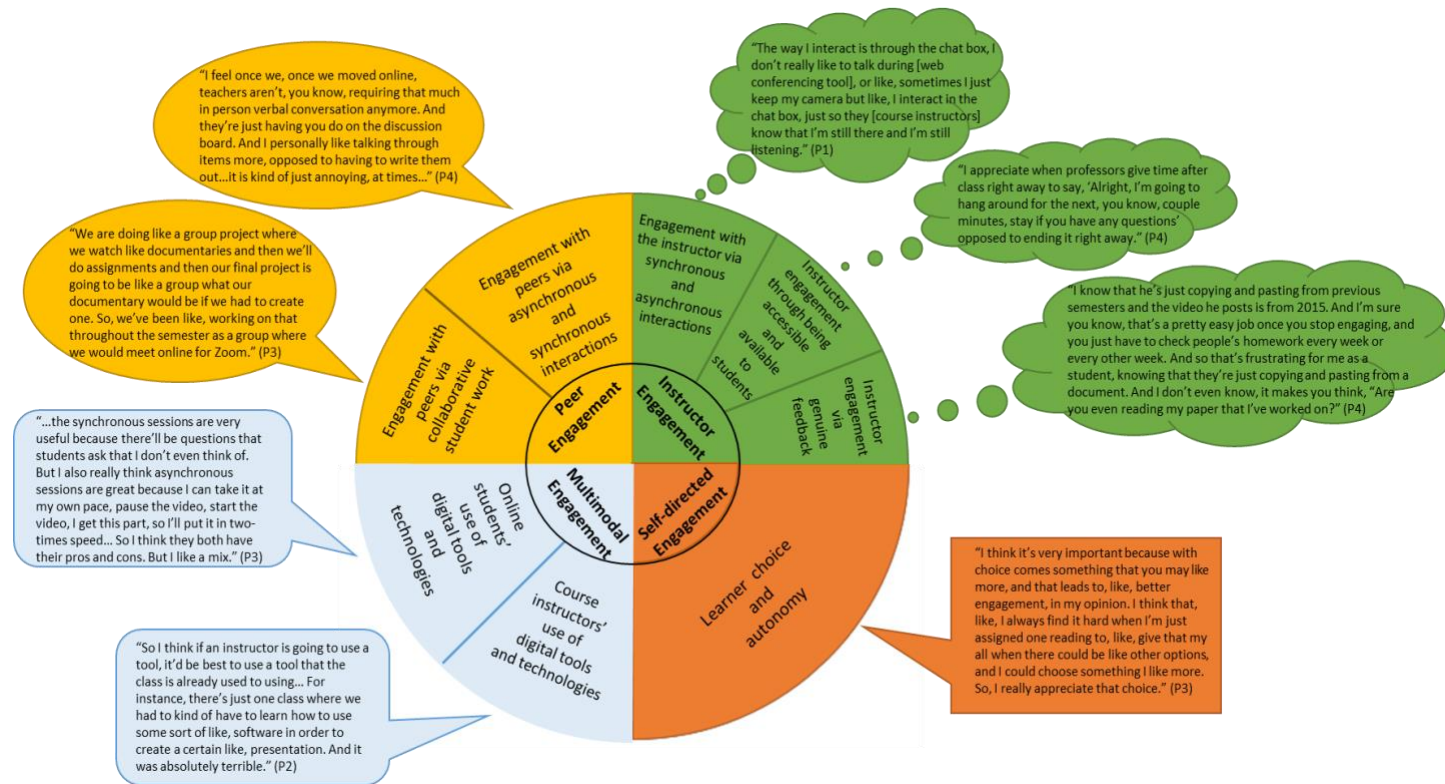 “I feel once we, once we moved online,
teachers aren’t, you know, requiring that much
in person verbal conversation anymore. And
they’re just having you do on the discussion
board. And I personally like talking through
items more, opposed to having to write them
out…it is kind of just annoying, at times…” (P4)
“The way I interact is through the chat box, I
don’t really like to talk during [web
conferencing tool], or like, sometimes I just
keep my camera but like, I interact in the
chat box, just so they [course instructors]
know that I’m still there and I’m still
listening.” (P1)
“I appreciate when professors give time after
class right away to say, ‘Alright, I’m going to
hang around for the next, you know, couple
minutes, stay if you have any questions’
opposed to ending it right away.” (P4)
“We are doing like a group project where
we watch like documentaries and then we’ll
do assignments and then our final project is
going to be like a group what our
documentary would be if we had to create
one. So, we’ve been like, working on that
throughout the semester as a group where
we would meet online for Zoom.” (P3)
“I know that he’s just copying and pasting from previous
semesters and the video he posts is from 2015. And I’m sure
you know, that’s a pretty easy job once you stop engaging, and
you just have to check people’s homework every week or
every other week. And so that’s frustrating for me as a
student, knowing that they’re just copying and pasting from a
document. And I don’t even know, it makes you think, “Are
you even reading my paper that I’ve worked on?” (P4)
Engagement with
peers via
asynchronous
and
synchronous
interactions
Engagement with
the instructor via
synchronous
and
asynchronous
interactions
Instructor
engagement
through being
accessible
and
available
to
students
Engagement with
peers via
collaborative
student work
Instructor
engagement
via
genuine
feedback
Peer
Engagement
Instructor
Engagement
Multimodal
Engagement
Self-directed
Engagement
“…the synchronous sessions are very
useful because there’ll be questions that
students ask that I don’t even think of.
But I also really think asynchronous
sessions are great because I can take it at
my own pace, pause the video, start the
video, I get this part, so I’ll put it in two-
times speed… So I think they both have
their pros and cons. But I like a mix.” (P3)
Online
students’
use of
digital tools
and
technologies
Course
instructors’
use of
digital tools
and technologies
Learner choice
and
autonomy
“I think it’s very important because with
choice comes something that you may like
more, and that leads to, like, better
engagement, in my opinion. I think that,
like, I always find it hard when I’m just
assigned one reading to, like, give that my
all when there could be like other options,
and I could choose something I like more.
So, I really appreciate that choice.” (P3)
“So I think if an instructor is going to use a
tool, it’d be best to use a tool that the
class is already used to using… For
instance, there’s just one class where we
had to kind of have to learn how to use
some sort of like, software in order to
create a certain like, presentation. And it
was absolutely terrible.” (P2)